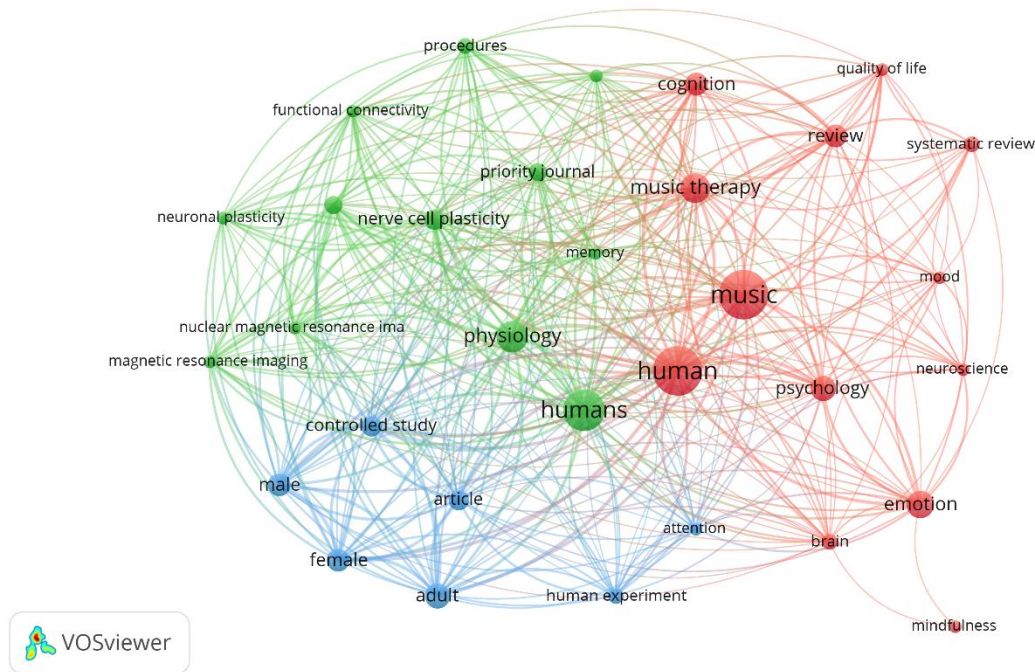 procedures
quality of life
cognition
functional connectivity
review
systematic review
priority journal
music therapy
neuronal plasticity
nerve cell plasticity
memory
mood
music
nuclear magnetic resonance ima
physiology
magnetic resonance imaging
human
neuroscience
psychology
humans
controlled study
male
article
emotion
attention
brain
female
adult
human experiment
mindfulness
VOSviewer